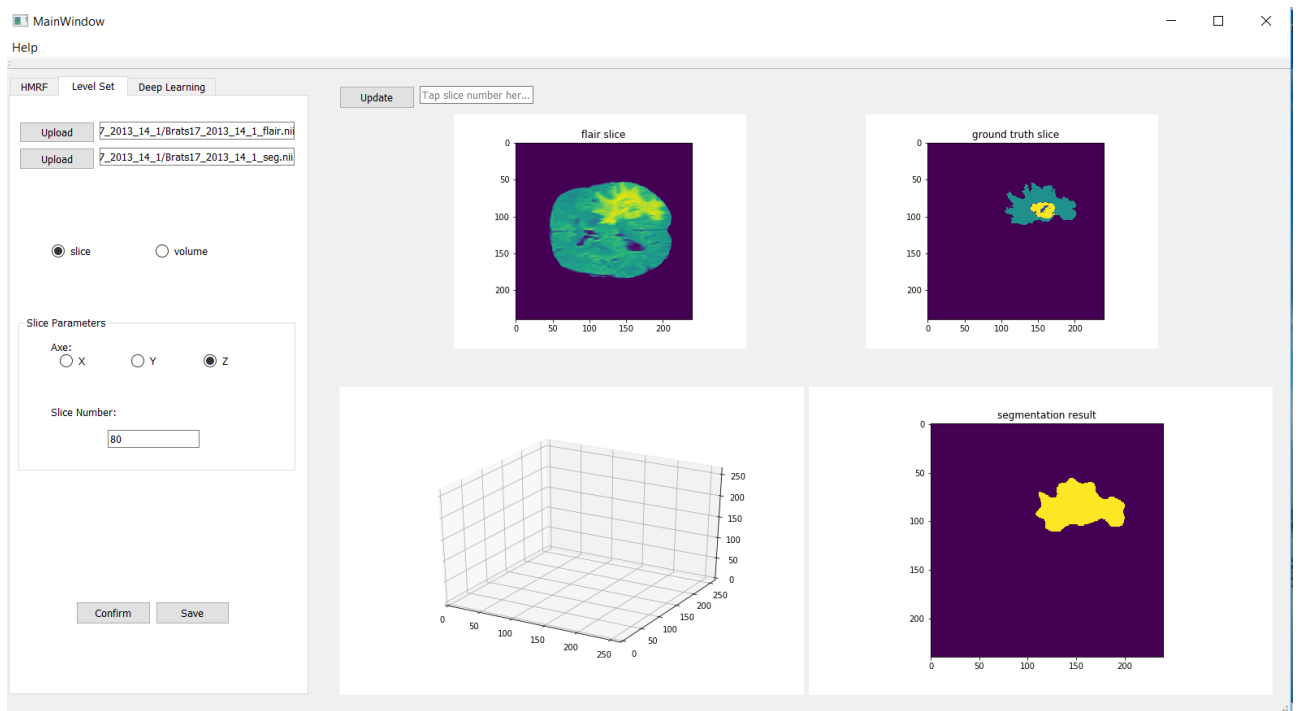 MainWindow
Help
HMRF Level Set Deep Learning
Upload 7_2013_14_1/Brats17_2013_14_1_flair.nii
Upload 7_2013_14_1/Brats17_2013_14_1_seg.nii
slice volume
Slice Parameters
Axe:
X Y Z
Slice Number:
80
Confirm Save
Update Tap slice number her...
flair slice
0
50
100
150
200
0 50 100 150 200
ground truth slice
0
50
100
150
200
0 50 100 150 200
250
200
150
100
50
0
0 50 100 150 200 250
0 50 100 150 200 250
segmentation result
0
50
100
150
200
0 50 100 150 200